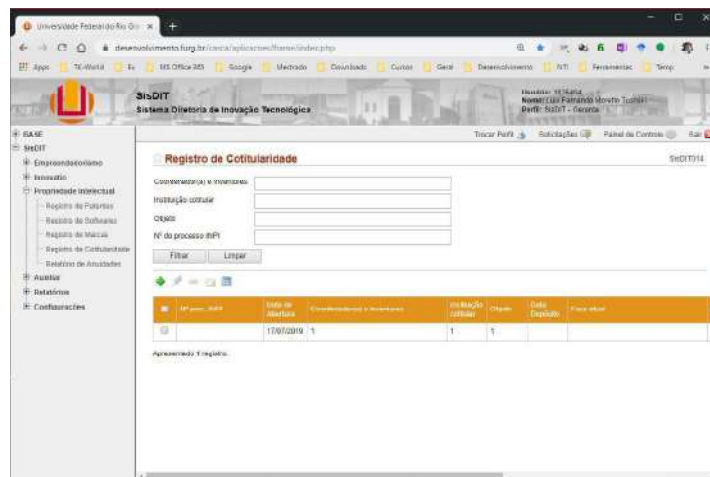 Universidade Federal do Rio Gr
desenvolvimento.furg.br/
Apps
MS Office 365
Google
Mestrado
Downloads
Cursos
Geral
Desenvolvimento
NTI
Ferramentas
Temp
SisDIT
Sistema Diretoria de Inovação Tecnológica
Perfil: SisDIT - Gerente
Trocar Perfil
Solicitações
Painel de Controle
Sair
BASE
SisDIT
Empreendedorismo
Innovatio
Propriedade Intelectual
Registro de Patentes
Registro de Softwares
Registro de Marcas
Registro de Cotitularidade
Relatório de Anuidades
Auxiliar
Relatórios
Configurações
Registro de Cotitularidade
SisDIT014
Coordenador(a) e Inventores
Instituição cotitular
Objeto
Nº do processo INPI
Filtrar
Limpar
Nº proc. INPI
Data de Abertura
Coordenador(a) e Inventores
Instituição cotitular
Objeto
Data Depósito
Fase atual
17/07/2019
1
1
1
Apresentado 1 registro.